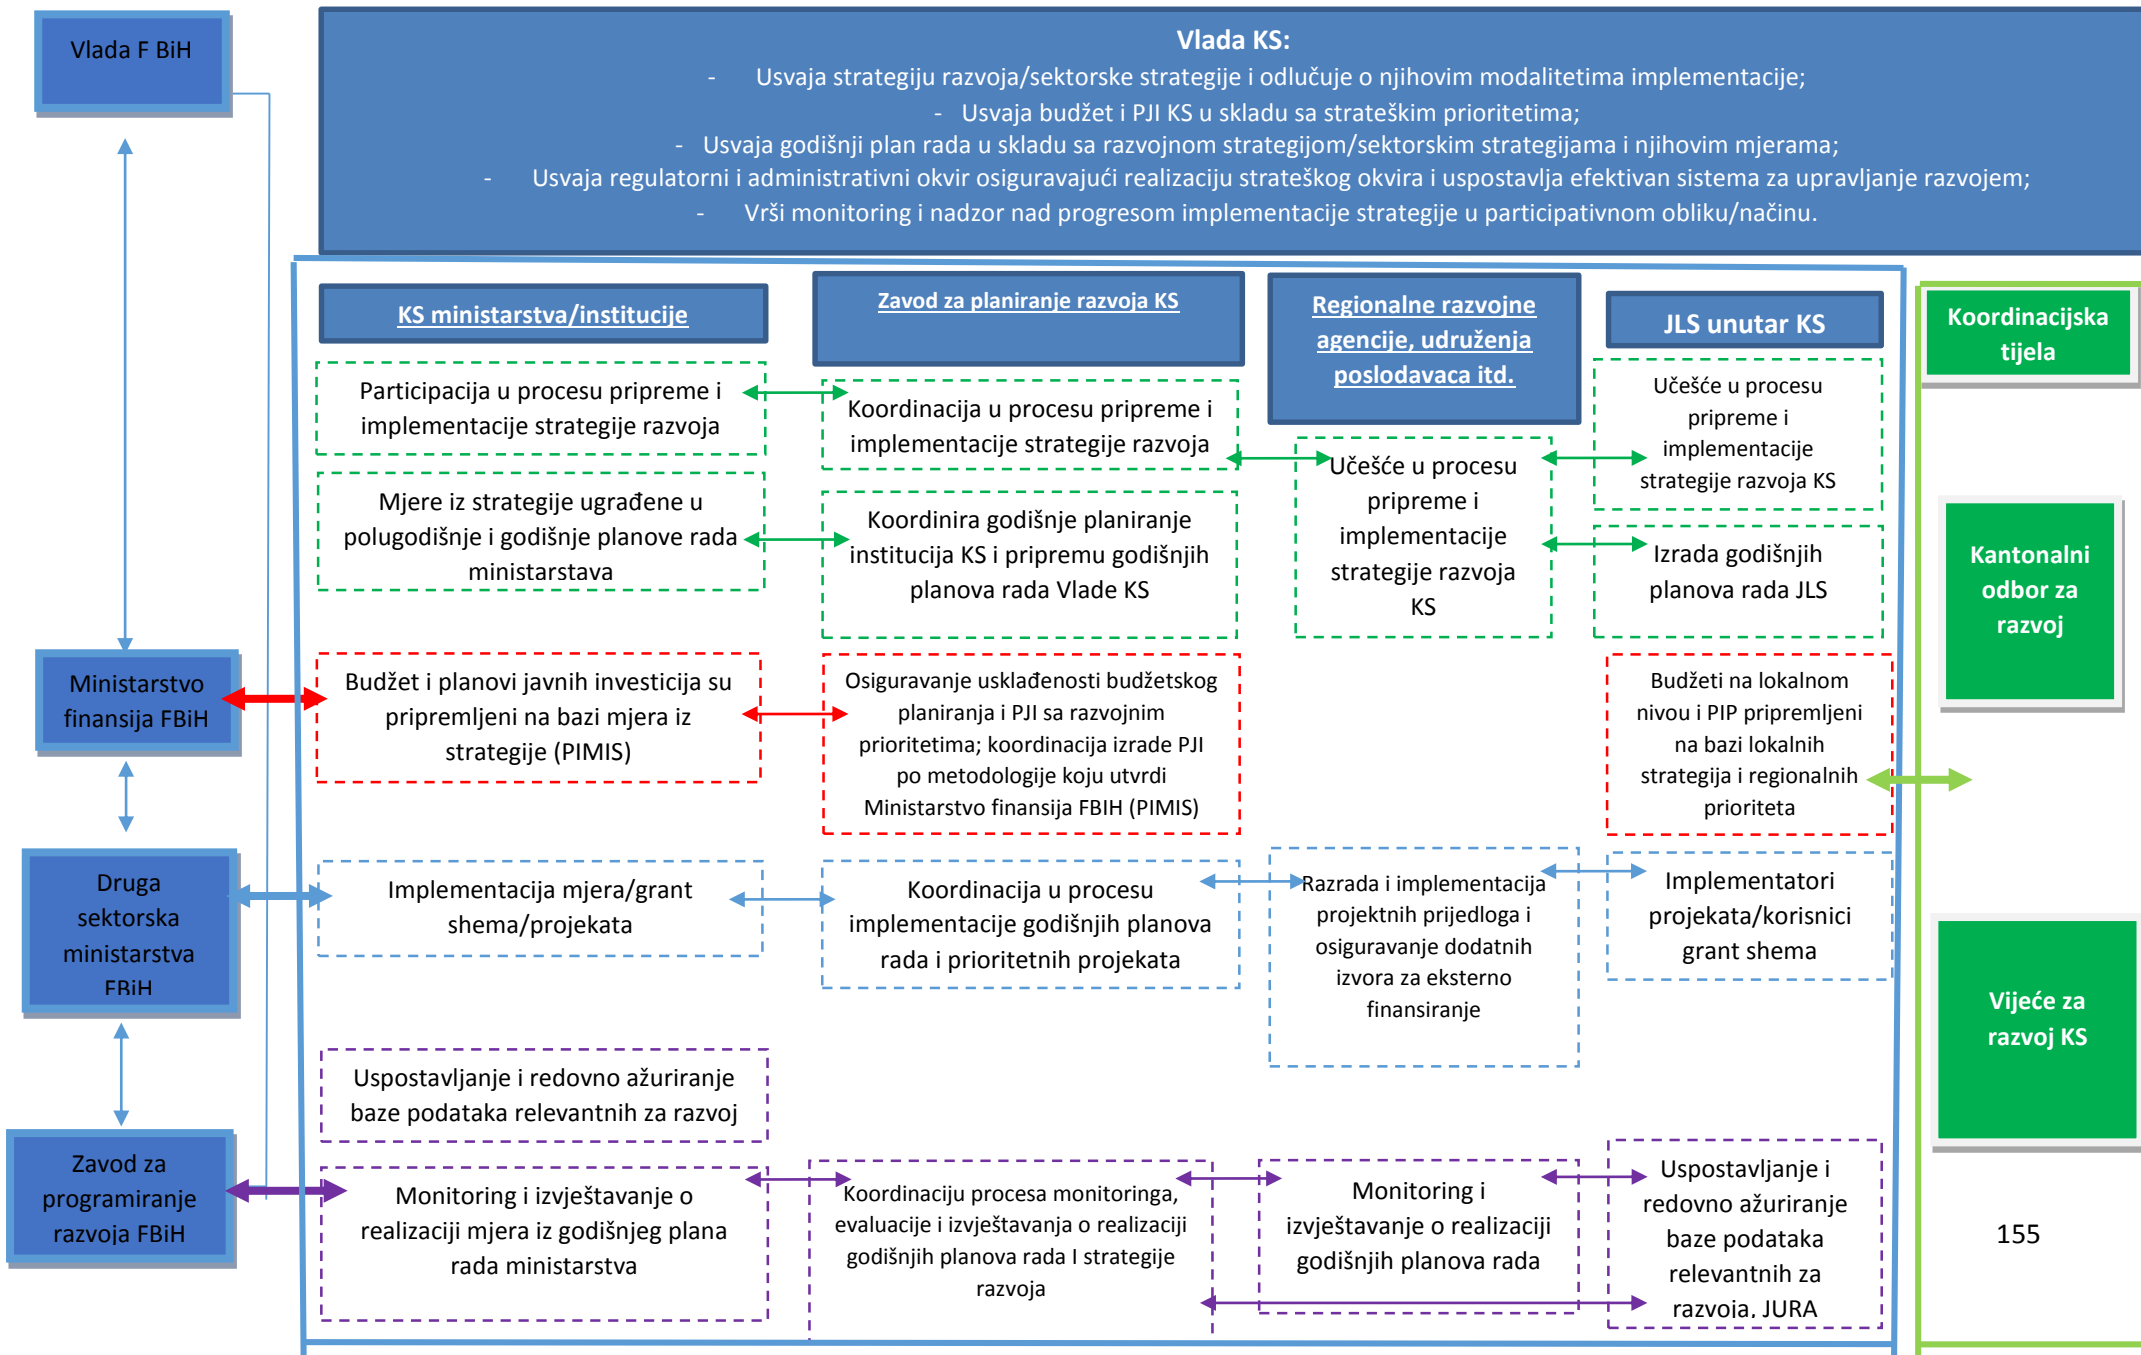 Vlada F BiH
Vlada KS:
- Usvaja strategiju razvoja/sektorske strategije i odlučuje o njihovim modalitetima implementacije;
- Usvaja budžet i PJI KS u skladu sa strateškim prioritetima;
- Usvaja godišnji plan rada u skladu sa razvojnom strategijom/sektorskim strategijama i njihovim mjerama;
- Usvaja regulatorni i administrativni okvir osiguravajući realizaciju strateškog okvira i uspostavlja efektivan sistema za upravljanje razvojem;
- Vrši monitoring i nadzor nad progresom implementacije strategije u participativnom obliku/načinu.
Ministarstvo
finansija FBiH
Druga
sektorska
ministarstva
FBiH
Zavod za
programiranje
razvoja FBiH
KS ministarstva/institucije
Participacija u procesu pripreme i
implementacije strategije razvoja
Mjere iz strategije ugrađene u
polugodišnje i godišnje planove rada
ministarstava
Budžet i planovi javnih investicija su
pripremljeni na bazi mjera iz
strategije (PIMIS)
Implementacija mjera/grant
shema/projekata
Uspostavljanje i redovno ažuriranje
baze podataka relevantnih za razvoj
Monitoring i izvještavanje o
realizaciji mjera iz godišnjeg plana
rada ministarstva
Zavod za planiranje razvoja KS
Koordinacija u procesu pripreme i
implementacije strategije razvoja
Koordinira godišnje planiranje
institucija KS i pripremu godišnjih
planova rada Vlade KS
Osiguravanje usklađenosti budžetskog
planiranja i PJI sa razvojnim
prioritetima; koordinacija izrade PJI
po metodologije koju utvrdi
Ministarstvo finansija FBIH (PIMIS)
Koordinacija u procesu
implementacije godišnjih planova
rada i prioritetnih projekata
Koordinaciju procesa monitoringa,
evaluacije i izvještavanja o realizaciji
godišnjih planova rada I strategije
razvoja
Regionalne razvojne
agencije, udruženja
poslodavaca itd.
Učešće u procesu
pripreme i
implementacije
strategije razvoja
KS
Razrada i implementacija
projektnih prijedloga i
osiguravanje dodatnih
izvora za eksterno
finansiranje
Monitoring i
izvještavanje o realizaciji
godišnjih planova rada
JLS unutar KS
Učešće u procesu
pripreme i
implementacije
strategije razvoja KS
Izrada godišnjih
planova rada JLS
Budžeti na lokalnom
nivou i PIP pripremljeni
na bazi lokalnih
strategija i regionalnih
prioriteta
Implementatori
projekata/korisnici
grant shema
Uspostavljanje i
redovno ažuriranje
baze podataka
relevantnih za
razvoja, JURA
Koordinacijska
tijela
Kantonalni
odbor za
razvoj
Vijeće za
razvoj KS
155